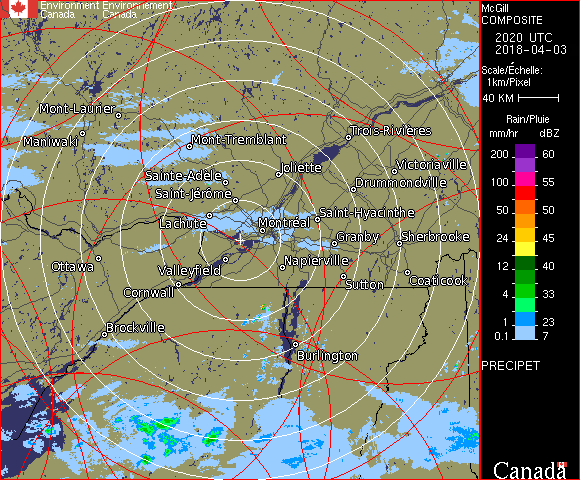 Environment Environnement
Canada Canada
McGill
COMPOSITE
2020 UTC
2018-04-03
Scale/Échelle:
1km/Pixel
40 KM
Rain/Pluie
mm/hr dBZ
200 60
100 55
50 50
24 45
12 40
4 33
1 23
0.1 7
PRECIPET
Canada
Mont-Laurier
Maniwaki
Mont-Tremblant
Trois-Rivières
Joliette
Victoriaville
Sainte-Adèle
Drummondville
Saint-Jérôme
Saint-Hyacinthe
Lachute
Montréal
Granby
Sherbrooke
Ottawa
Valleyfield
Napierville
Sutton
Coaticook
Cornwall
Brockville
Burlington